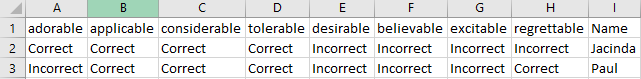 A B C D E F G H I
1 adorable applicable considerable tolerable desirable believable excitable regrettable Name
2 Correct Correct Correct Correct Incorrect Incorrect Incorrect Incorrect Jacinda
3 Incorrect Correct Correct Correct Incorrect Incorrect Incorrect Correct Paul